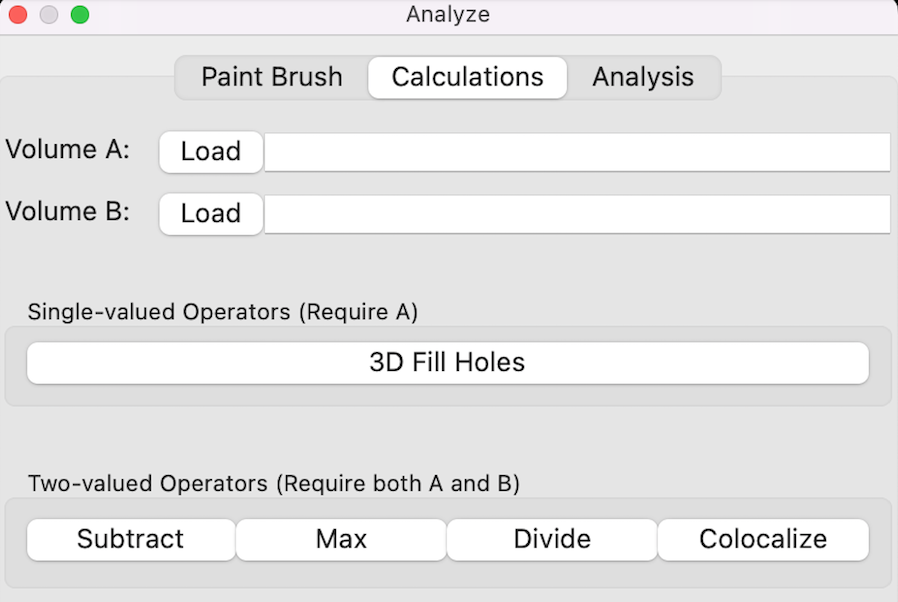 Analyze
Paint Brush Calculations Analysis
Volume A: Load
Volume B: Load
Single-valued Operators (Require A)
3D Fill Holes
Two-valued Operators (Require both A and B)
Subtract Max Divide Colocalize